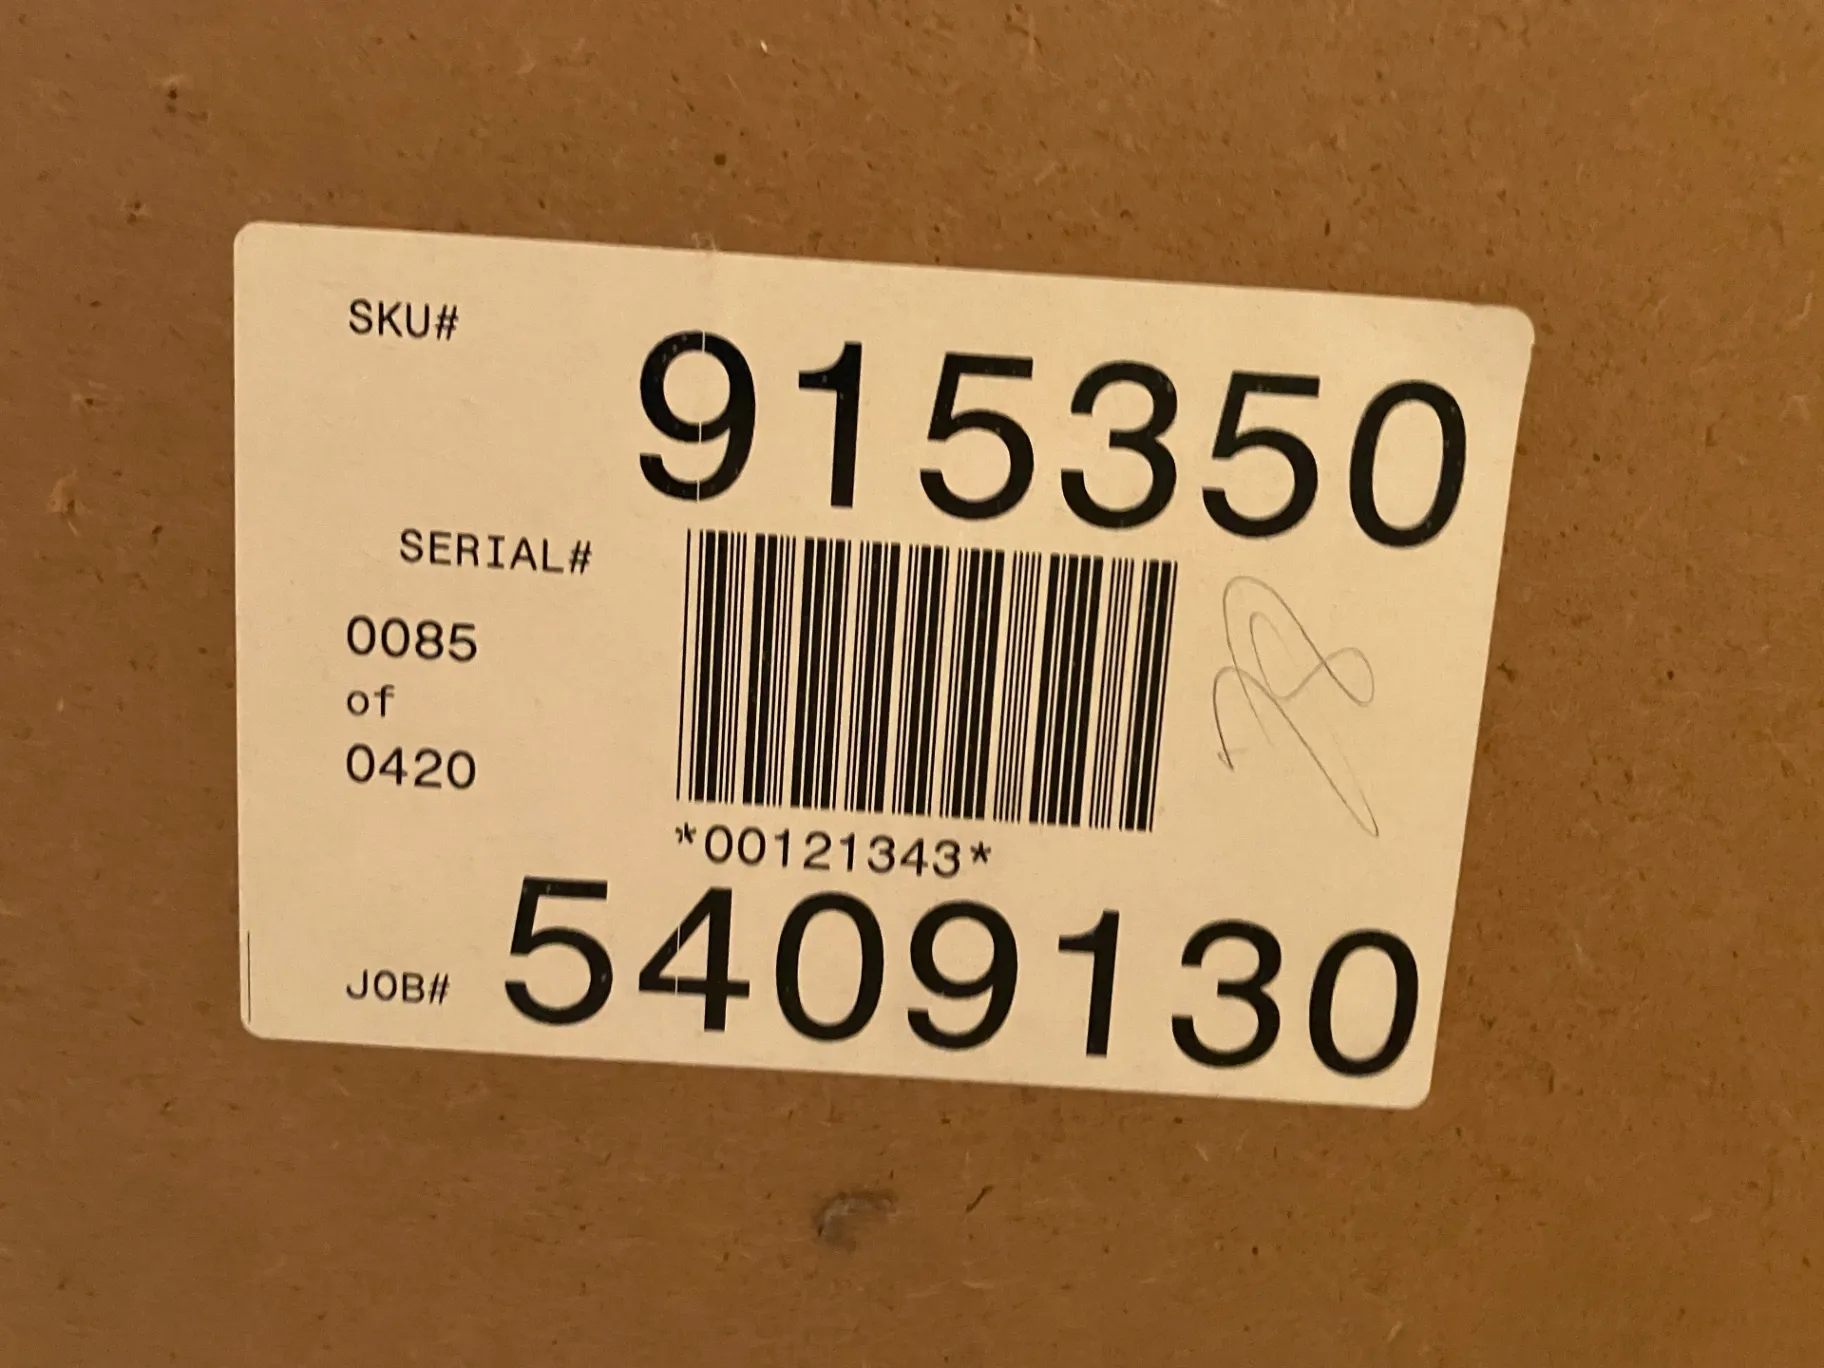 SKU# 915350
SERIAL#
0085
of
0420
*00121343*
JOB# 5409130